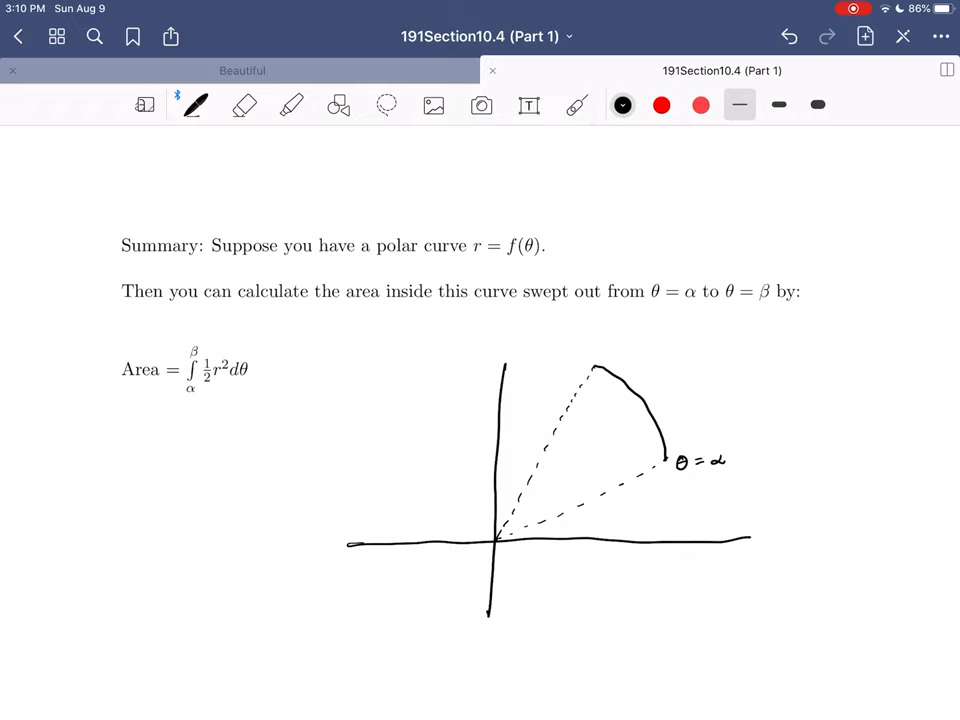 3:10 PM Sun Aug 9
86%
191Section10.4 (Part 1)
Beautiful
191Section10.4 (Part 1)
T
Summary: Suppose you have a polar curve r = f(θ).
Then you can calculate the area inside this curve swept out from θ = α to θ = β by:
Area = ∫_α^β ½r²dθ
θ = α